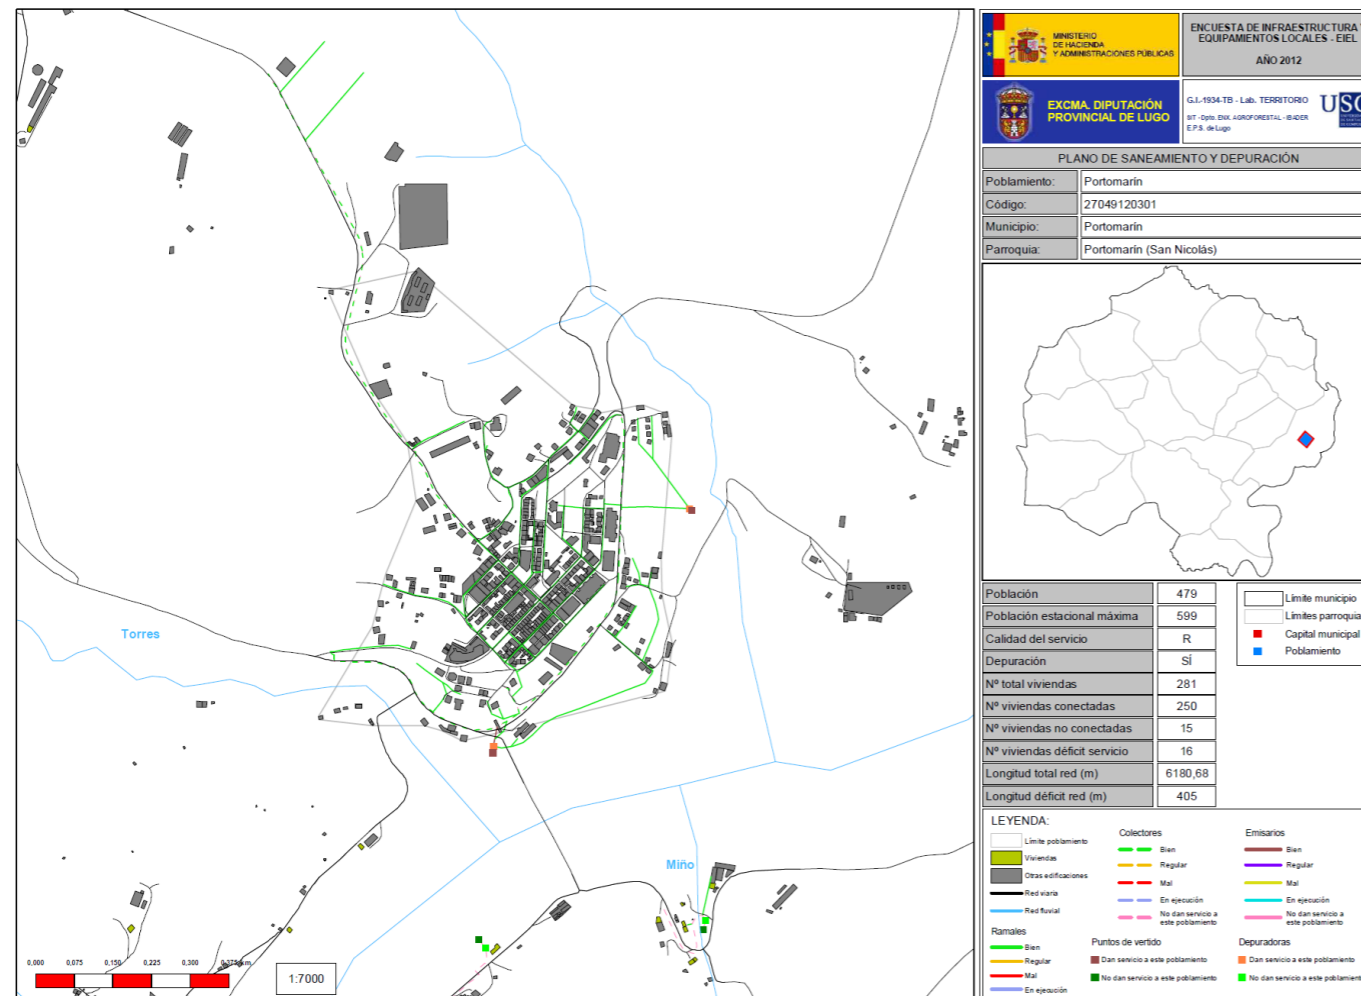 MINISTERIO
DE HACIENDA
Y ADMINISTRACIONES PÚBLICAS
ENCUESTA DE INFRAESTRUCTURA
EQUIPAMIENTOS LOCALES - EIEL
AÑO 2012
EXCMA. DIPUTACIÓN
PROVINCIAL DE LUGO
G.I.-1934-TB - Lab. TERRITORIO
E.P.S. de Lugo
USC
PLANO DE SANEAMIENTO Y DEPURACIÓN
Poblamiento: Portomarín
Código: 27049120301
Municipio: Portomarín
Parroquia: Portomarín (San Nicolás)
Población 479
Población estacional máxima 599
Calidad del servicio R
Depuración SÍ
Nº total viviendas 281
Nº viviendas conectadas 250
Nº viviendas no conectadas 15
Nº viviendas déficit servicio 16
Longitud total red (m) 6180,68
Longitud déficit red (m) 405
Límite municipio
Límites parroquia
Capital municipal
Poblamiento
LEYENDA:
Límite poblamiento
Viviendas
Otras edificaciones
Red viaria
Red fluvial
Ramales
Bien
Regular
Mal
En ejecución
Colectores
Bien
Regular
Mal
En ejecución
No dan servicio a
este poblamiento
Emisarios
Bien
Regular
Mal
En ejecución
No dan servicio a
este poblamiento
Puntos de vertido
Dan servicio a este poblamiento
No dan servicio a este poblamiento
Depuradoras
Dan servicio a este poblamiento
No dan servicio a este poblamient
Torres
Miño
0,000 0,075 0,150 0,225 0,300 0,375 km
1:7000